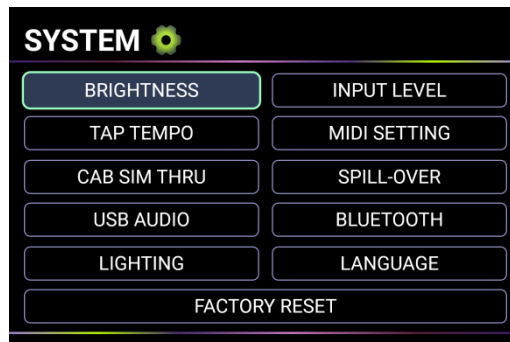 SYSTEM
BRIGHTNESS
INPUT LEVEL
TAP TEMPO
MIDI SETTING
CAB SIM THRU
SPILL-OVER
USB AUDIO
BLUETOOTH
LIGHTING
LANGUAGE
FACTORY RESET